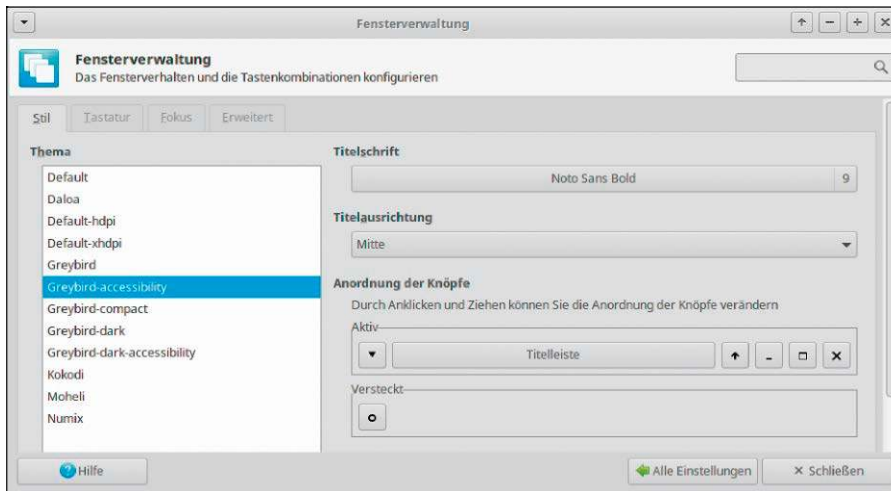 Fensterverwaltung
Fensterverwaltung
Das Fensterverhalten und die Tastenkombinationen konfigurieren
Stil
Tastatur
Fokus
Erweitert
Thema
Default
Daloa
Default-hdpi
Default-xhdpi
Greybird
Greybird-accessibility
Greybird-compact
Greybird-dark
Greybird-dark-accessibility
Kokodi
Moheli
Numix
Titelschrift
Noto Sans Bold 9
Titelausrichtung
Mitte
Anordnung der Knöpfe
Durch Anklicken und Ziehen können Sie die Anordnung der Knöpfe verändern
Aktiv
Titelleiste
Versteckt
Hilfe
Alle Einstellungen
Schließen